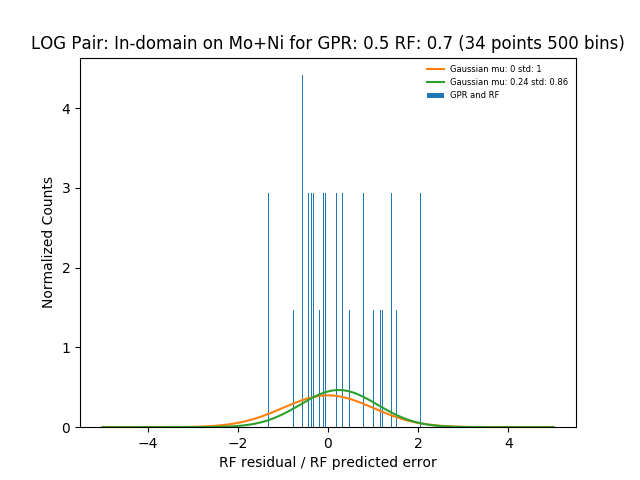 LOG Pair: In-domain on Mo+Ni for GPR: 0.5 RF: 0.7 (34 points 500 bins)
Gaussian mu: 0 std: 1
Gaussian mu: 0.24 std: 0.86
GPR and RF
Normalized Counts
4
3
2
1
0
−4
−2
0
2
4
RF residual / RF predicted error